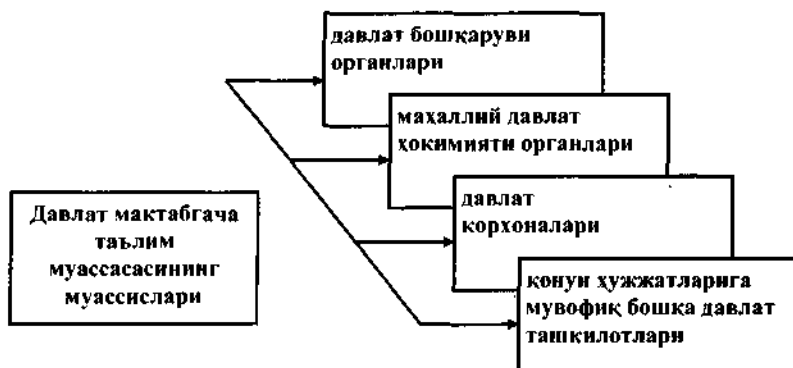 давлат бошқаруви
органлари
маҳаллий давлат
ҳокимияти органлари
давлат
корхоналари
Давлат мактабгача
таълим
муассасасининг
муассислари
қонун ҳужжатларига
мувофиқ бошка давлат
ташкилотлари